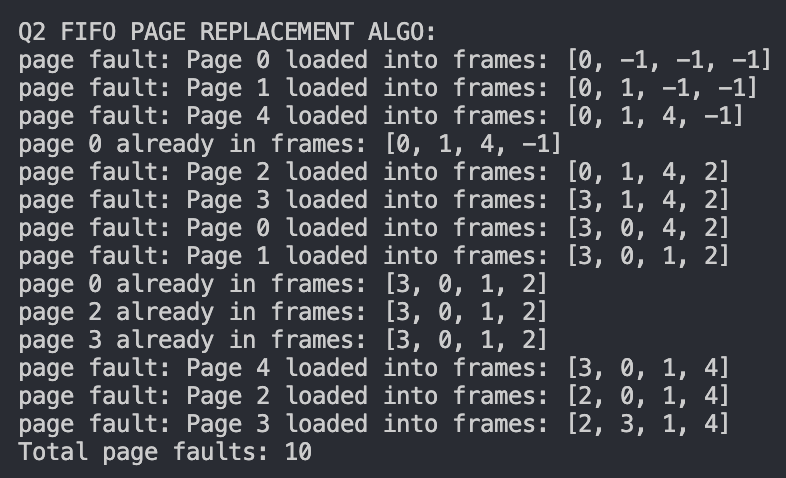 Q2 FIFO PAGE REPLACEMENT ALGO:
page fault: Page 0 loaded into frames: [0, -1, -1, -1]
page fault: Page 1 loaded into frames: [0, 1, -1, -1]
page fault: Page 4 loaded into frames: [0, 1, 4, -1]
page 0 already in frames: [0, 1, 4, -1]
page fault: Page 2 loaded into frames: [0, 1, 4, 2]
page fault: Page 3 loaded into frames: [3, 1, 4, 2]
page fault: Page 0 loaded into frames: [3, 0, 4, 2]
page fault: Page 1 loaded into frames: [3, 0, 1, 2]
page 0 already in frames: [3, 0, 1, 2]
page 2 already in frames: [3, 0, 1, 2]
page 3 already in frames: [3, 0, 1, 2]
page fault: Page 4 loaded into frames: [3, 0, 1, 4]
page fault: Page 2 loaded into frames: [2, 0, 1, 4]
page fault: Page 3 loaded into frames: [2, 3, 1, 4]
Total page faults: 10